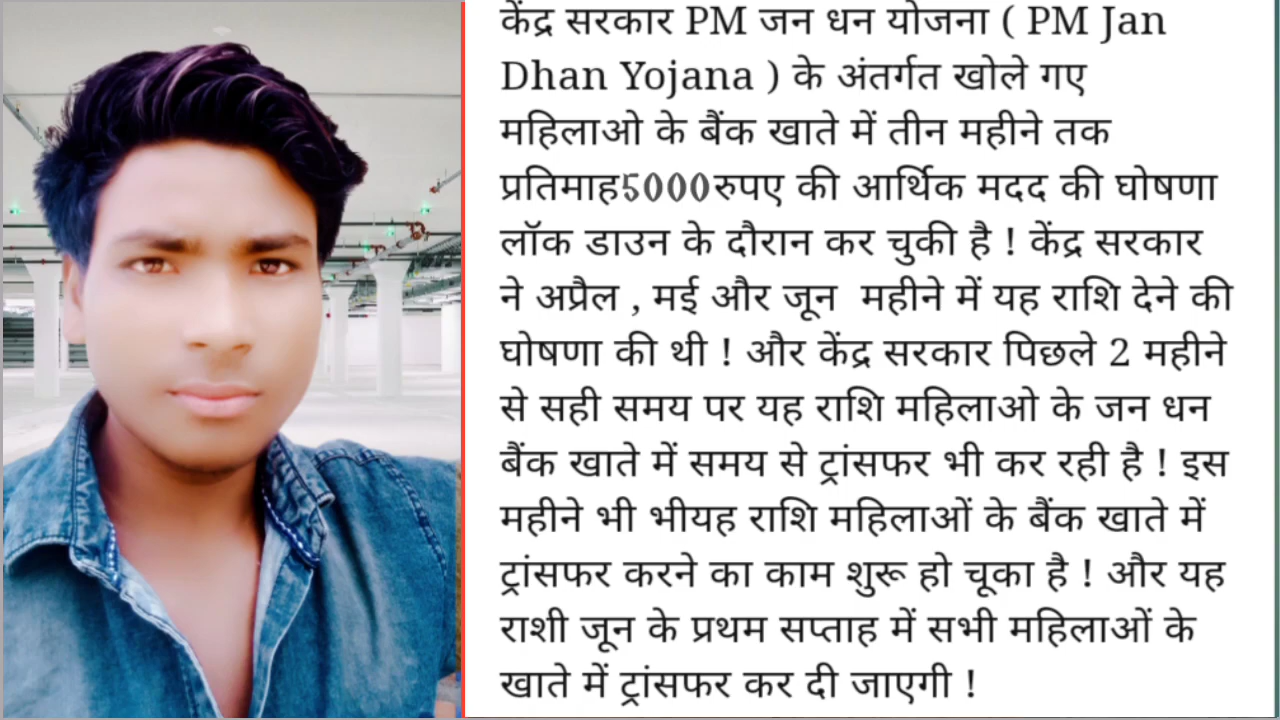 केंद्र सरकार PM जन धन योजना ( PM Jan
Dhan Yojana ) के अंतर्गत खोले गए
महिलाओ के बैंक खाते में तीन महीने तक
प्रतिमाह5000रुपए की आर्थिक मदद की घोषणा
लॉक डाउन के दौरान कर चुकी है ! केंद्र सरकार
ने अप्रैल , मई और जून महीने में यह राशि देने की
घोषणा की थी ! और केंद्र सरकार पिछले 2 महीने
से सही समय पर यह राशि महिलाओ के जन धन
बैंक खाते में समय से ट्रांसफर भी कर रही है ! इस
महीने भी भीयह राशि महिलाओं के बैंक खाते में
ट्रांसफर करने का काम शुरू हो चूका है ! और यह
राशी जून के प्रथम सप्ताह में सभी महिलाओं के
खाते में ट्रांसफर कर दी जाएगी !